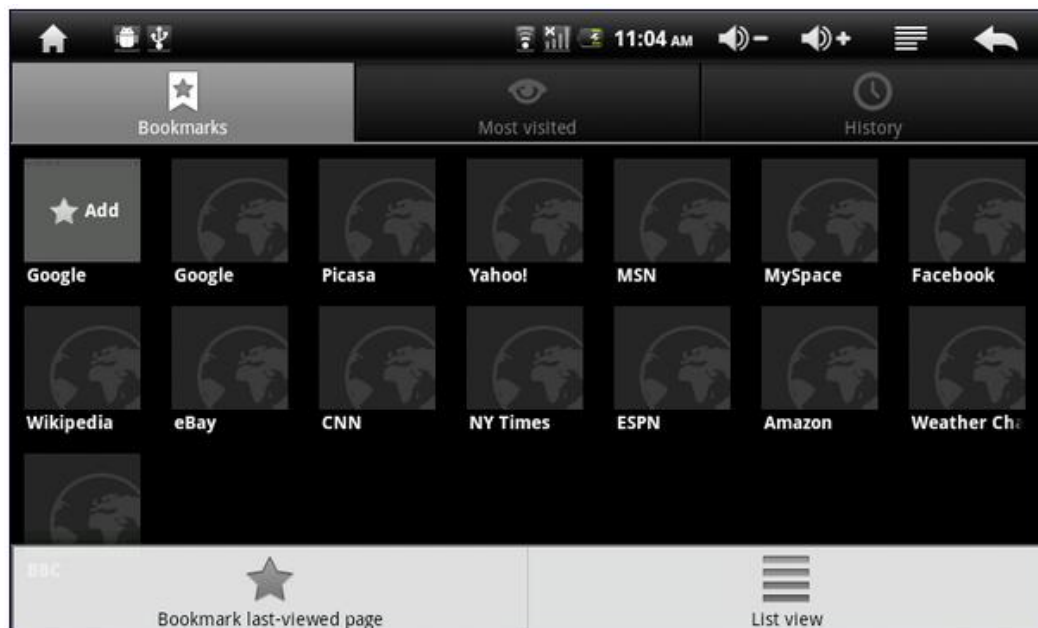 11:04 AM
Bookmarks
Most visited
History
Add
Google
Google
Picasa
Yahoo!
MSN
MySpace
Facebook
Wikipedia
eBay
CNN
NY Times
ESPN
Amazon
Weather Cha
BBC
Bookmark last-viewed page
List view